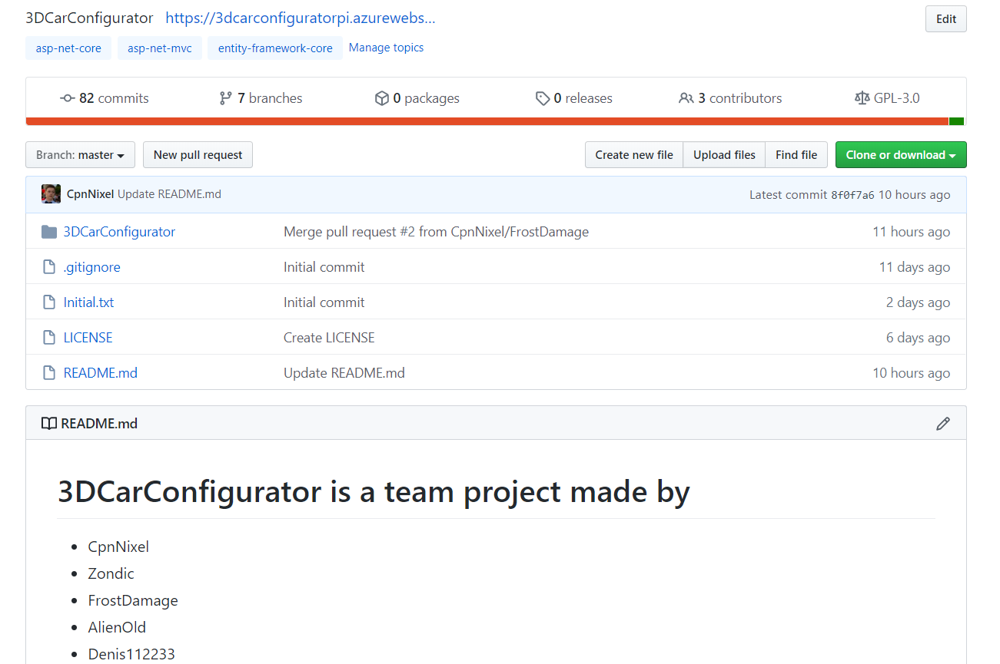 3DCarConfigurator https://3dcarconfiguratorpi.azurewebs... Edit
asp-net-core asp-net-mvc entity-framework-core Manage topics
82 commits 7 branches 0 packages 0 releases 3 contributors GPL-3.0
Branch: master New pull request Create new file Upload files Find file Clone or download
CpnNixel Update README.md Latest commit 8f0f7a6 10 hours ago
3DCarConfigurator Merge pull request #2 from CpnNixel/FrostDamage 11 hours ago
.gitignore Initial commit 11 days ago
Initial.txt Initial commit 2 days ago
LICENSE Create LICENSE 6 days ago
README.md Update README.md 10 hours ago
README.md
3DCarConfigurator is a team project made by
• CpnNixel
• Zondic
• FrostDamage
• AlienOld
• Denis112233